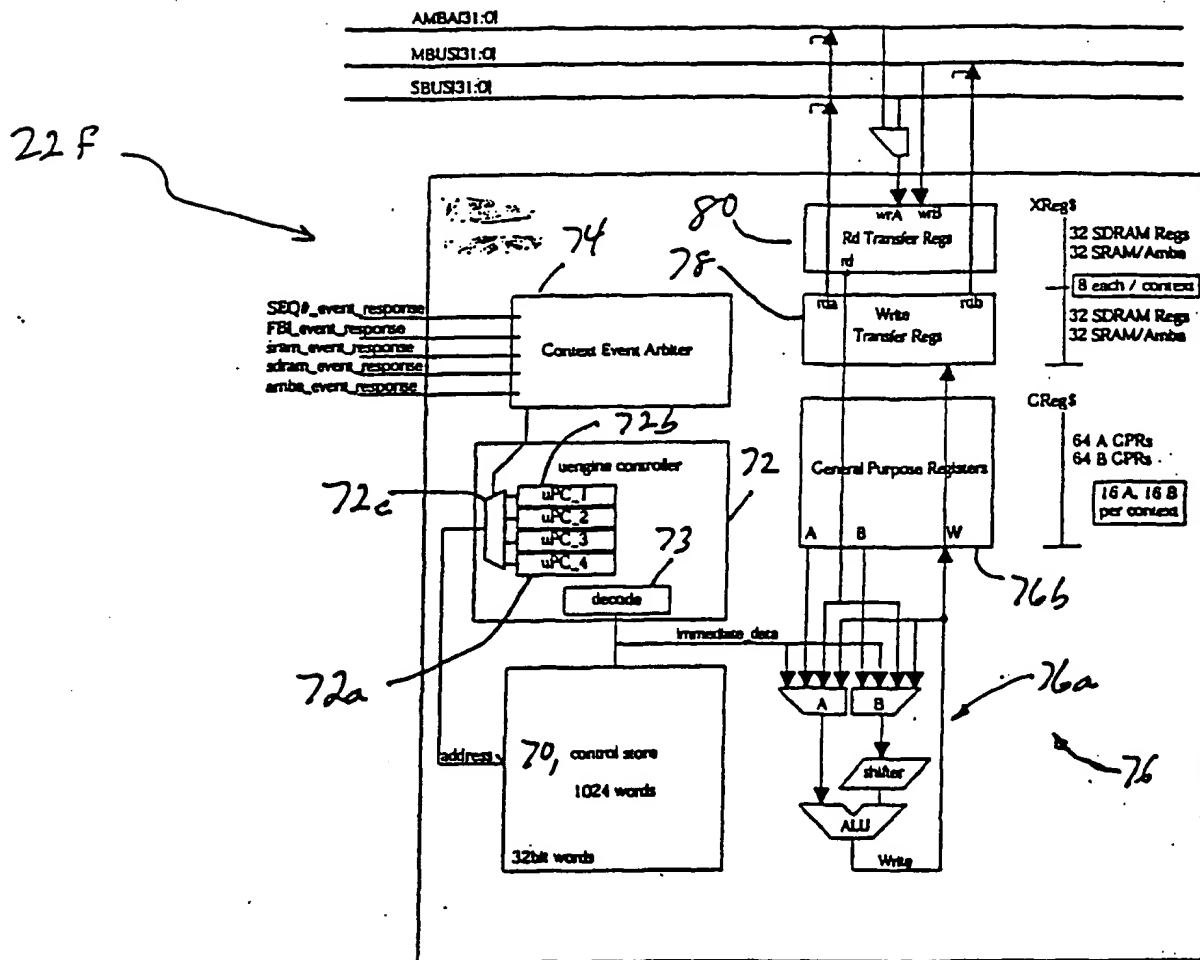 AMBA[31:0]
MBUS[31:0]
SBUS[31:0]
22f
80
wrA wrB
Rd Transfer Regs
rd
XRegs
32 SDRAM Regs
32 SRAM/Amba
8 each / context
32 SDRAM Regs
32 SRAM/Amba
74
78
rda rdb
Write
Transfer Regs
SEQ#_event_response
FBI_event_response
sram_event_response
sdram_event_response
amba_event_response
Context Event Arbiter
72b
uengine controller
72
72c
uPC_1
uPC_2
uPC_3
uPC_4
73
decode
72a
GRegs
64 A GPRs
64 B GPRs
16 A, 16 B
per context
General Purpose Registers
A B W
76b
immediate_data
A B
76a
76
shifter
ALU
Write
address
70, control store
1024 words
32bit words